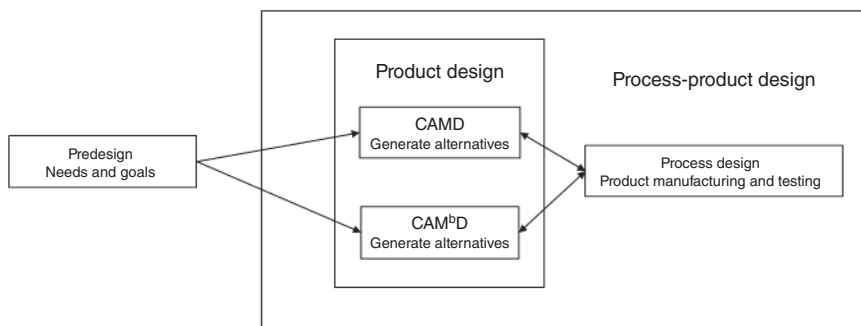 Product design
Process-product design
CAMD
Generate alternatives
Predesign
Needs and goals
Process design
Product manufacturing and testing
CAMᵇD
Generate alternatives